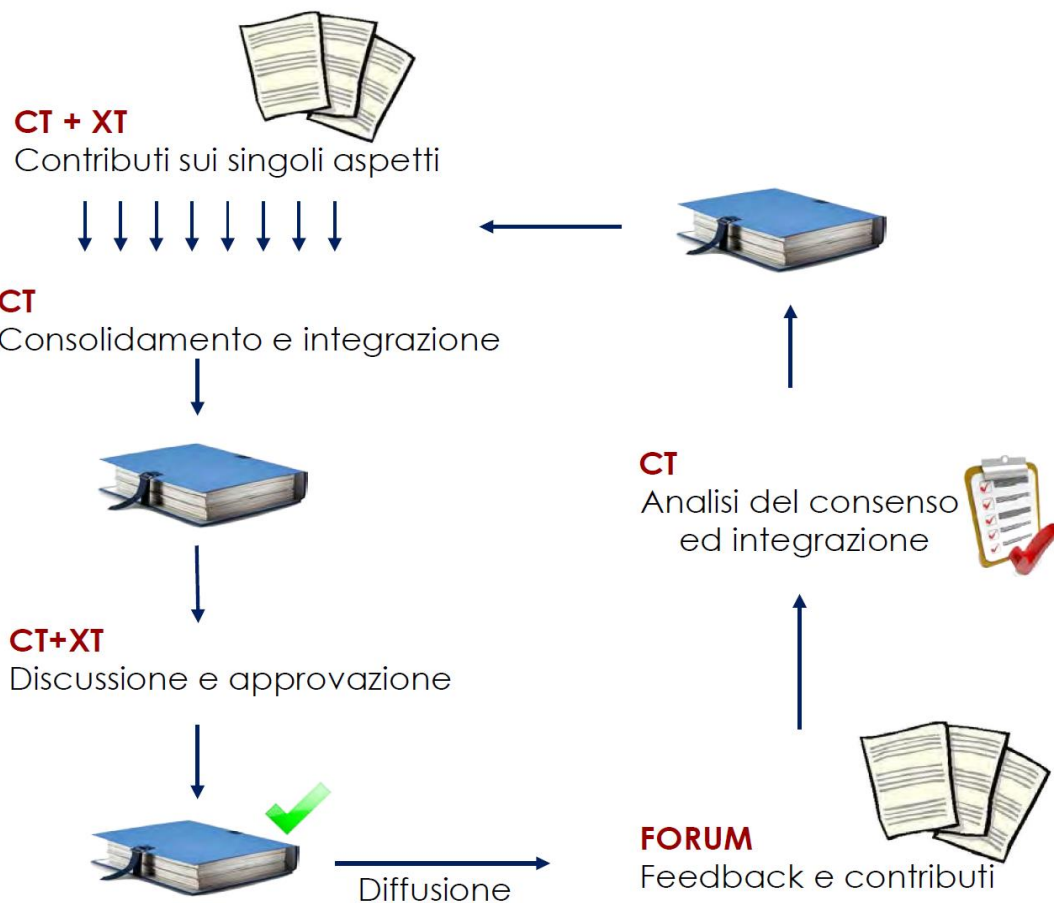 CT + XT
Contributi sui singoli aspetti
CT
Consolidamento e integrazione
CT+XT
Discussione e approvazione
Diffusione
FORUM
Feedback e contributi
CT
Analisi del consenso
ed integrazione